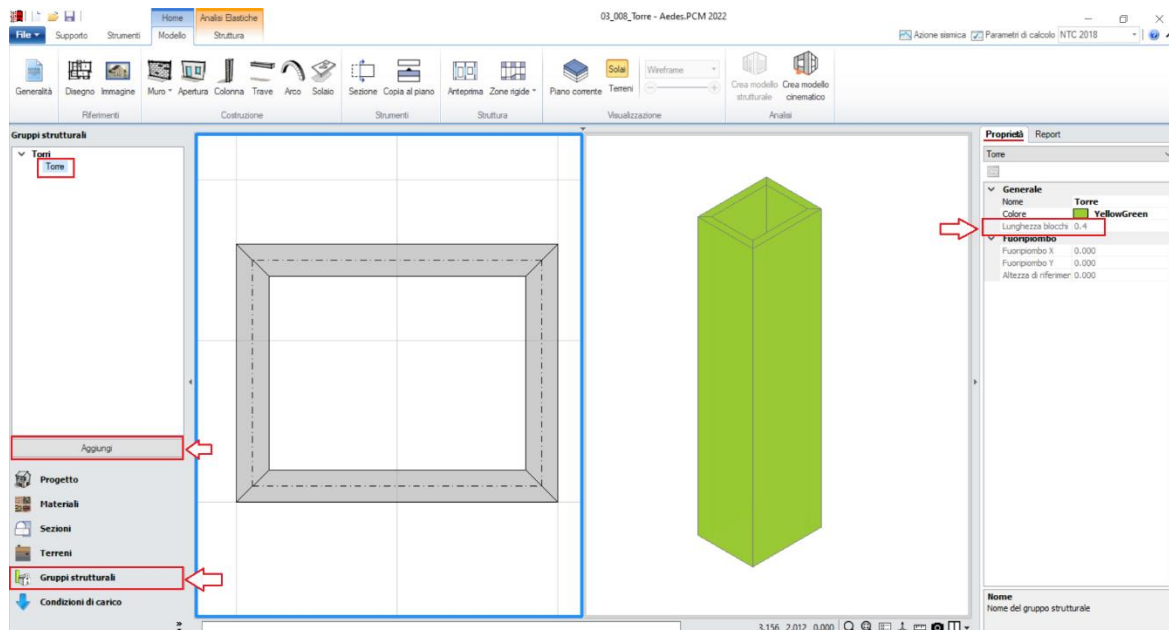 Home Analisi Elastiche
03_008_Torre - Aedes.PCM 2022
File Supporto Strumenti Modello Struttura
Azione sismica Parametri di calcolo NTC 2018
Generalità Disegno Immagine Muro Apertura Colonna Trave Arco Solaio Sezione Copia al piano Anteprima Zone rigide Piano corrente Solai Terreni Wireframe Crea modello strutturale Crea modello cinematico
Riferimenti Costruzione Strumenti Struttura Visualizzazione Analisi
Gruppi strutturali
Torri
Torre
Aggiungi
Progetto
Materiali
Sezioni
Terreni
Gruppi strutturali
Condizioni di carico
Proprietà Report
Torre
Generale
Nome Torre
Colore YellowGreen
Lunghezza blocchi 0.4
Fuoripiombo
Fuoripiombo X 0.000
Fuoripiombo Y 0.000
Altezza di riferimer 0.000
Nome
Nome del gruppo strutturale
3.156 2.012 0.000